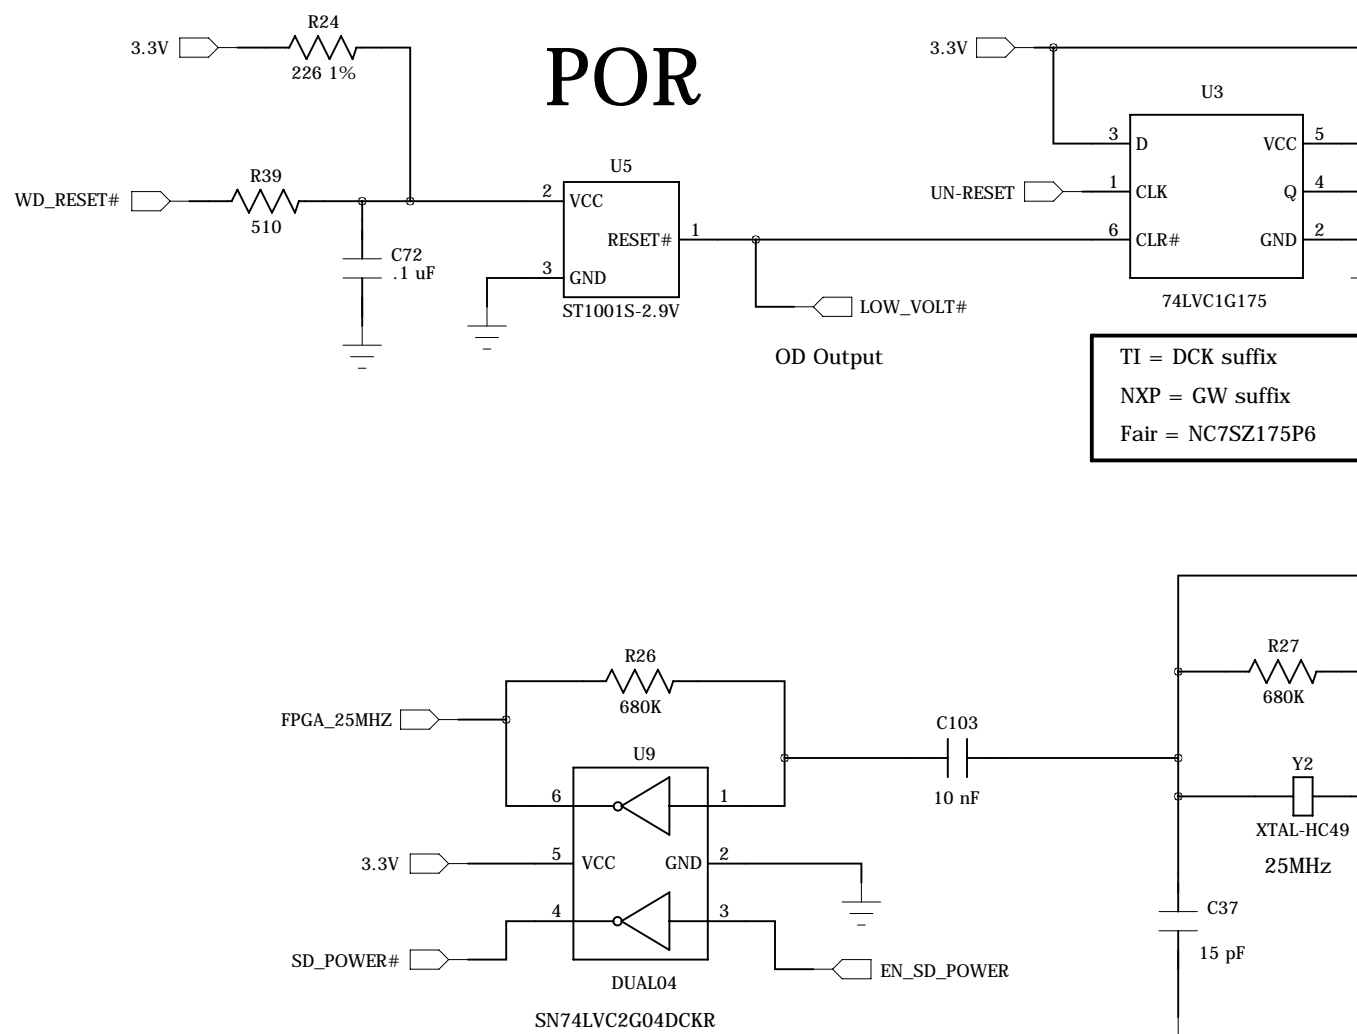 R24
3.3V
226 1%
POR
3.3V
U3
3
D
VCC
5
UN-RESET
1
CLK
Q
4
6
CLR#
GND
2
74LVC1G175
WD_RESET#
R39
510
C72
.1 uF
U5
2
VCC
RESET#
1
3
GND
ST1001S-2.9V
LOW_VOLT#
OD Output
TI = DCK suffix
NXP = GW suffix
Fair = NC7SZ175P6
R26
680K
FPGA_25MHZ
U9
6
1
3.3V
5
VCC
GND
2
4
3
SD_POWER#
EN_SD_POWER
DUAL04
SN74LVC2G04DCKR
C103
10 nF
R27
680K
Y2
XTAL-HC49
25MHz
C37
15 pF